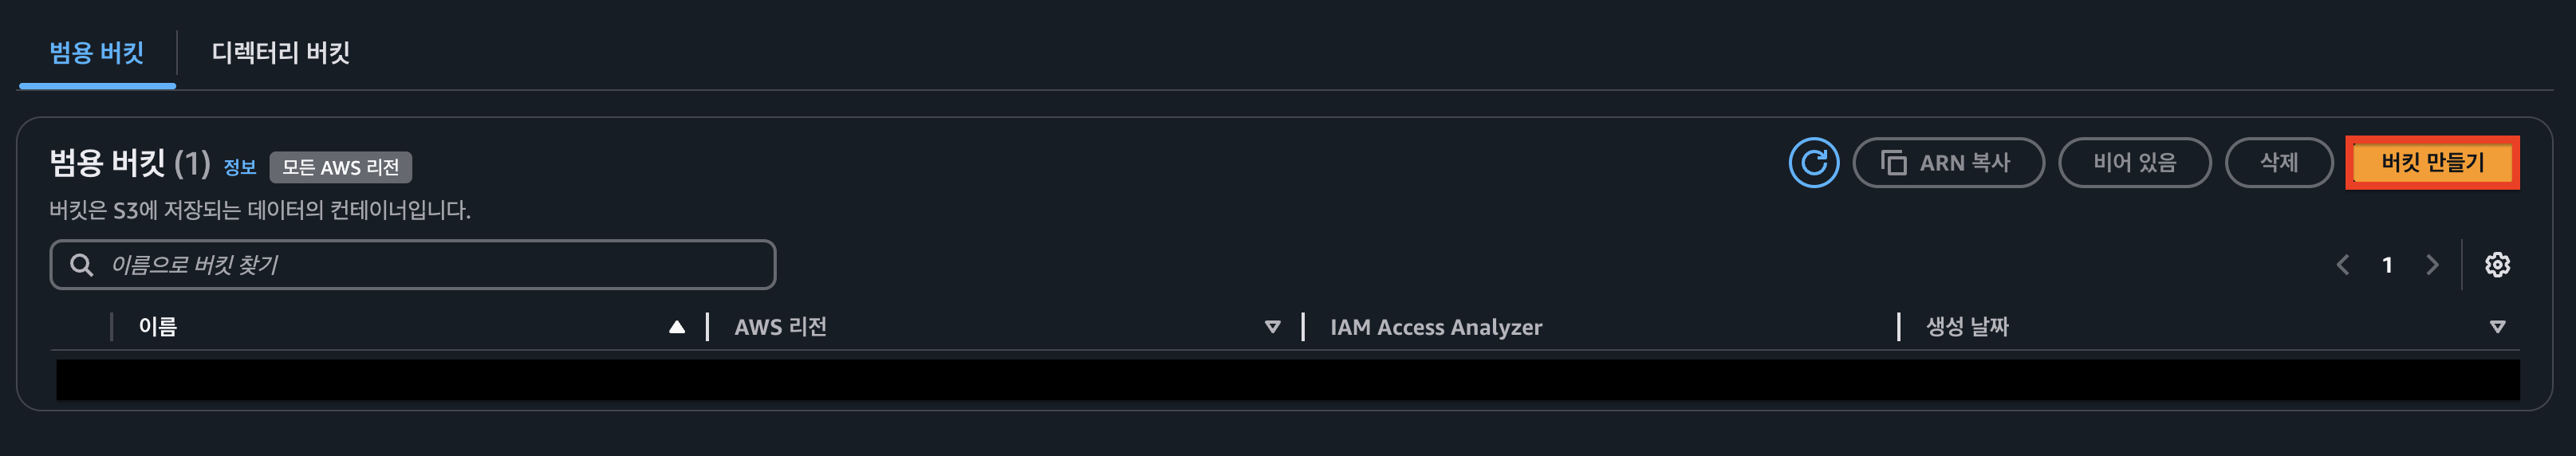 범용 버킷 디렉터리 버킷
범용 버킷 (1) 정보 모든 AWS 리전 ARN 복사 비어 있음 삭제 버킷 만들기
버킷은 S3에 저장되는 데이터의 컨테이너입니다.
이름으로 버킷 찾기 1
이름 AWS 리전 IAM Access Analyzer 생성 날짜